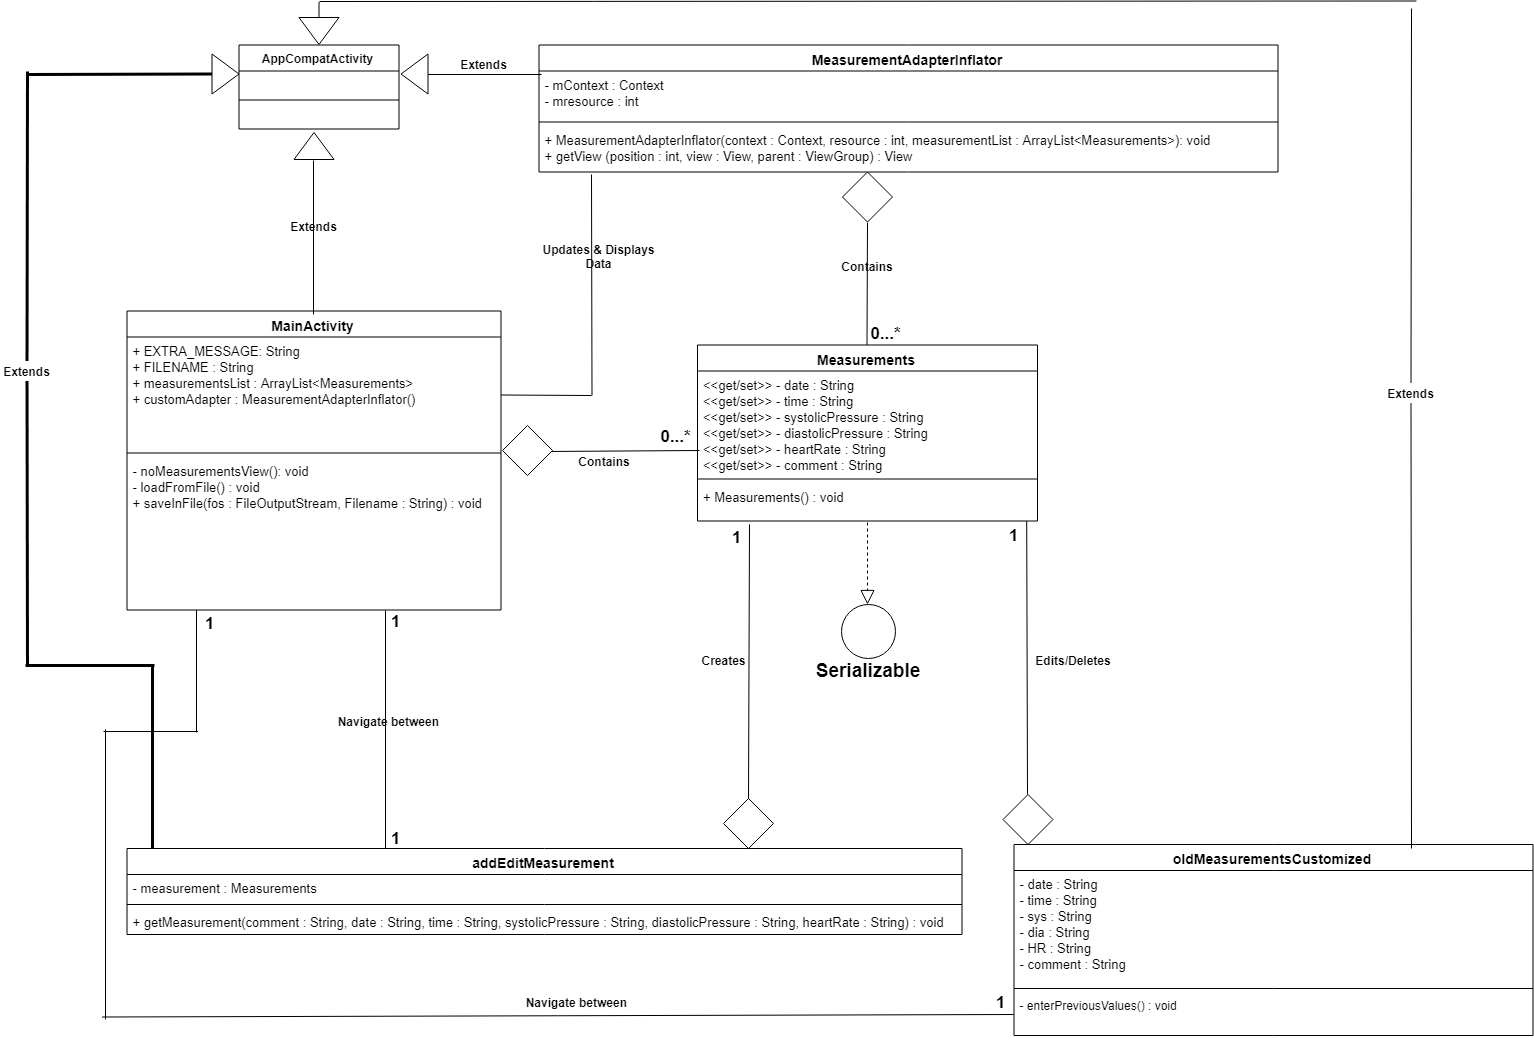 AppCompatActivity
Extends
MeasurementAdapterInflator
- mContext : Context
- mresource : int
+ MeasurementAdapterInflator(context : Context, resource : int, measurementList : ArrayList<Measurements>): void
+ getView (position : int, view : View, parent : ViewGroup) : View
Extends
Updates & Displays
Data
Contains
0...*
MainActivity
+ EXTRA_MESSAGE: String
+ FILENAME : String
+ measurementsList : ArrayList<Measurements>
+ customAdapter : MeasurementAdapterInflator()
- noMeasurementsView(): void
- loadFromFile() : void
+ saveInFile(fos : FileOutputStream, Filename : String) : void
Extends
0...*
Contains
Measurements
<<get/set>> - date : String
<<get/set>> - time : String
<<get/set>> - systolicPressure : String
<<get/set>> - diastolicPressure : String
<<get/set>> - heartRate : String
<<get/set>> - comment : String
+ Measurements() : void
Extends
1
1
1
1
Creates
Serializable
Edits/Deletes
Navigate between
1
addEditMeasurement
- measurement : Measurements
+ getMeasurement(comment : String, date : String, time : String, systolicPressure : String, diastolicPressure : String, heartRate : String) : void
oldMeasurementsCustomized
- date : String
- time : String
- sys : String
- dia : String
- HR : String
- comment : String
- enterPreviousValues() : void
Navigate between
1